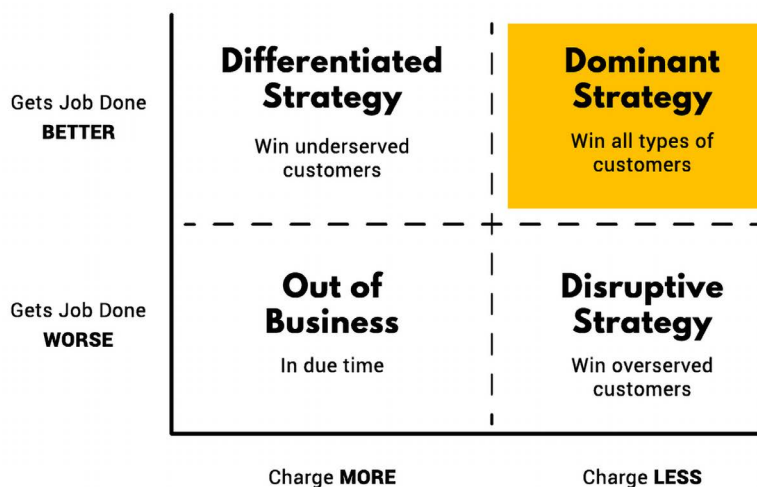 Differentiated
Strategy
Win underserved
customers
Dominant
Strategy
Win all types of
customers
Gets Job Done
BETTER
Out of
Business
In due time
Disruptive
Strategy
Win overserved
customers
Gets Job Done
WORSE
Charge MORE
Charge LESS